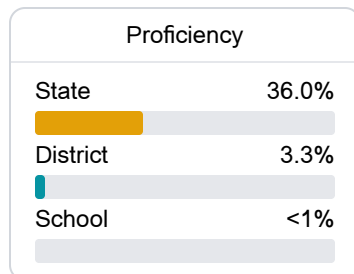 Proficiency
State 36.0%
District 3.3%
School <1%